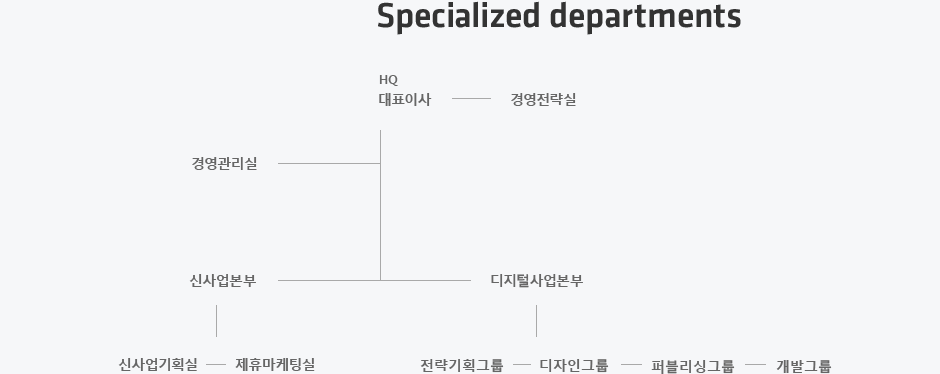 Specialized departments
HQ
대표이사 경영전략실
경영관리실
신사업본부 디지털사업본부
신사업기획실 제휴마케팅실 전략기획그룹 디자인그룹 퍼블리싱그룹 개발그룹